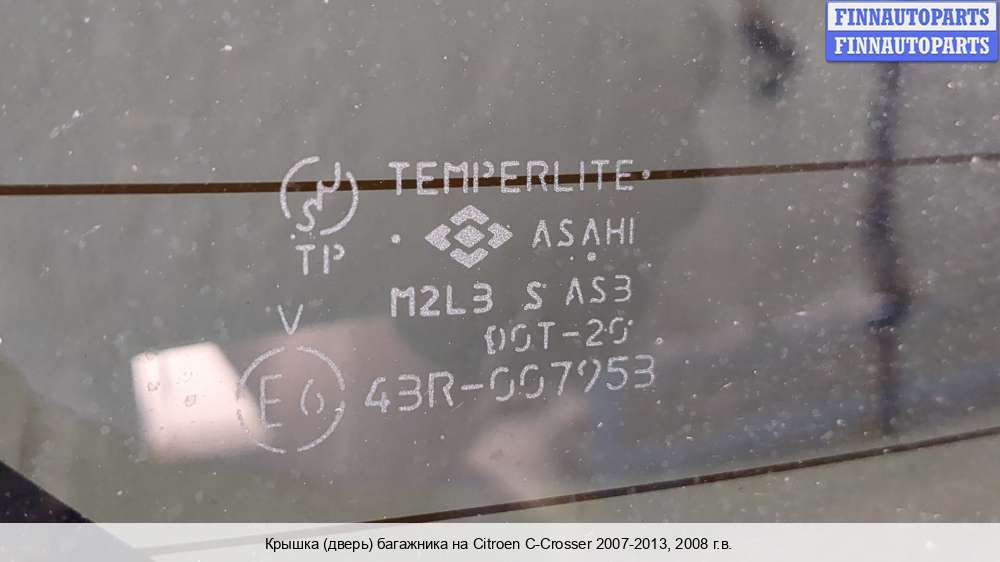 FINNAUTOPARTS
FINNAUTOPARTS
TEMPERLITE
S
TP
ASAHI
M2L3 S AS3
V
DOT-20
E6 43R-007953
Крышка (дверь) багажника на Citroen C-Crosser 2007-2013, 2008 г.в.